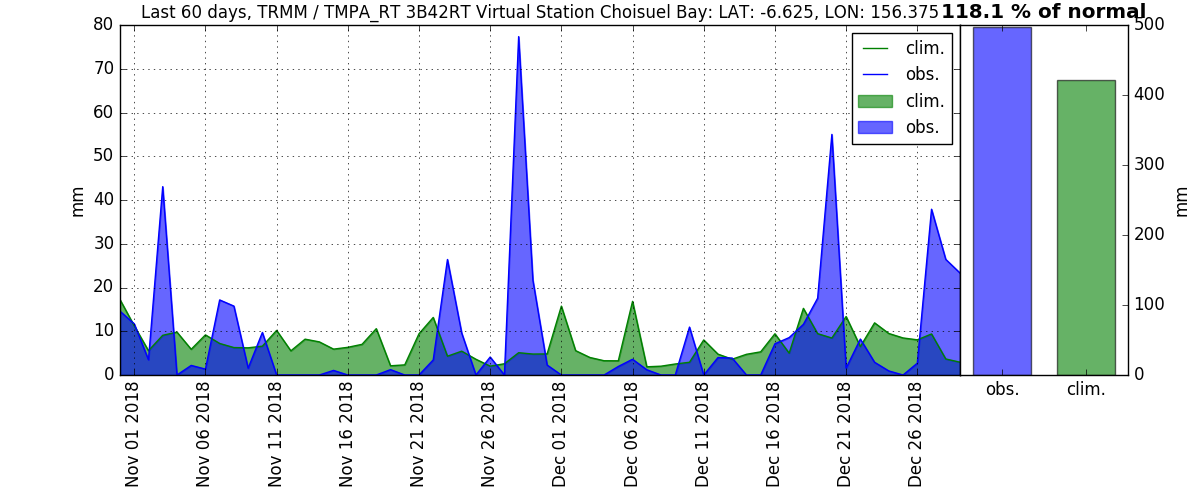 Last 60 days, TRMM / TMPA_RT 3B42RT Virtual Station Choisuel Bay: LAT: -6.625, LON: 156.375
118.1 % of normal
80
70
60
50
40
30
20
10
0
mm
clim.
obs.
clim.
obs.
Nov 01 2018
Nov 06 2018
Nov 11 2018
Nov 16 2018
Nov 21 2018
Nov 26 2018
Dec 01 2018
Dec 06 2018
Dec 11 2018
Dec 16 2018
Dec 21 2018
Dec 26 2018
obs.
clim.
500
400
300
200
100
0
mm